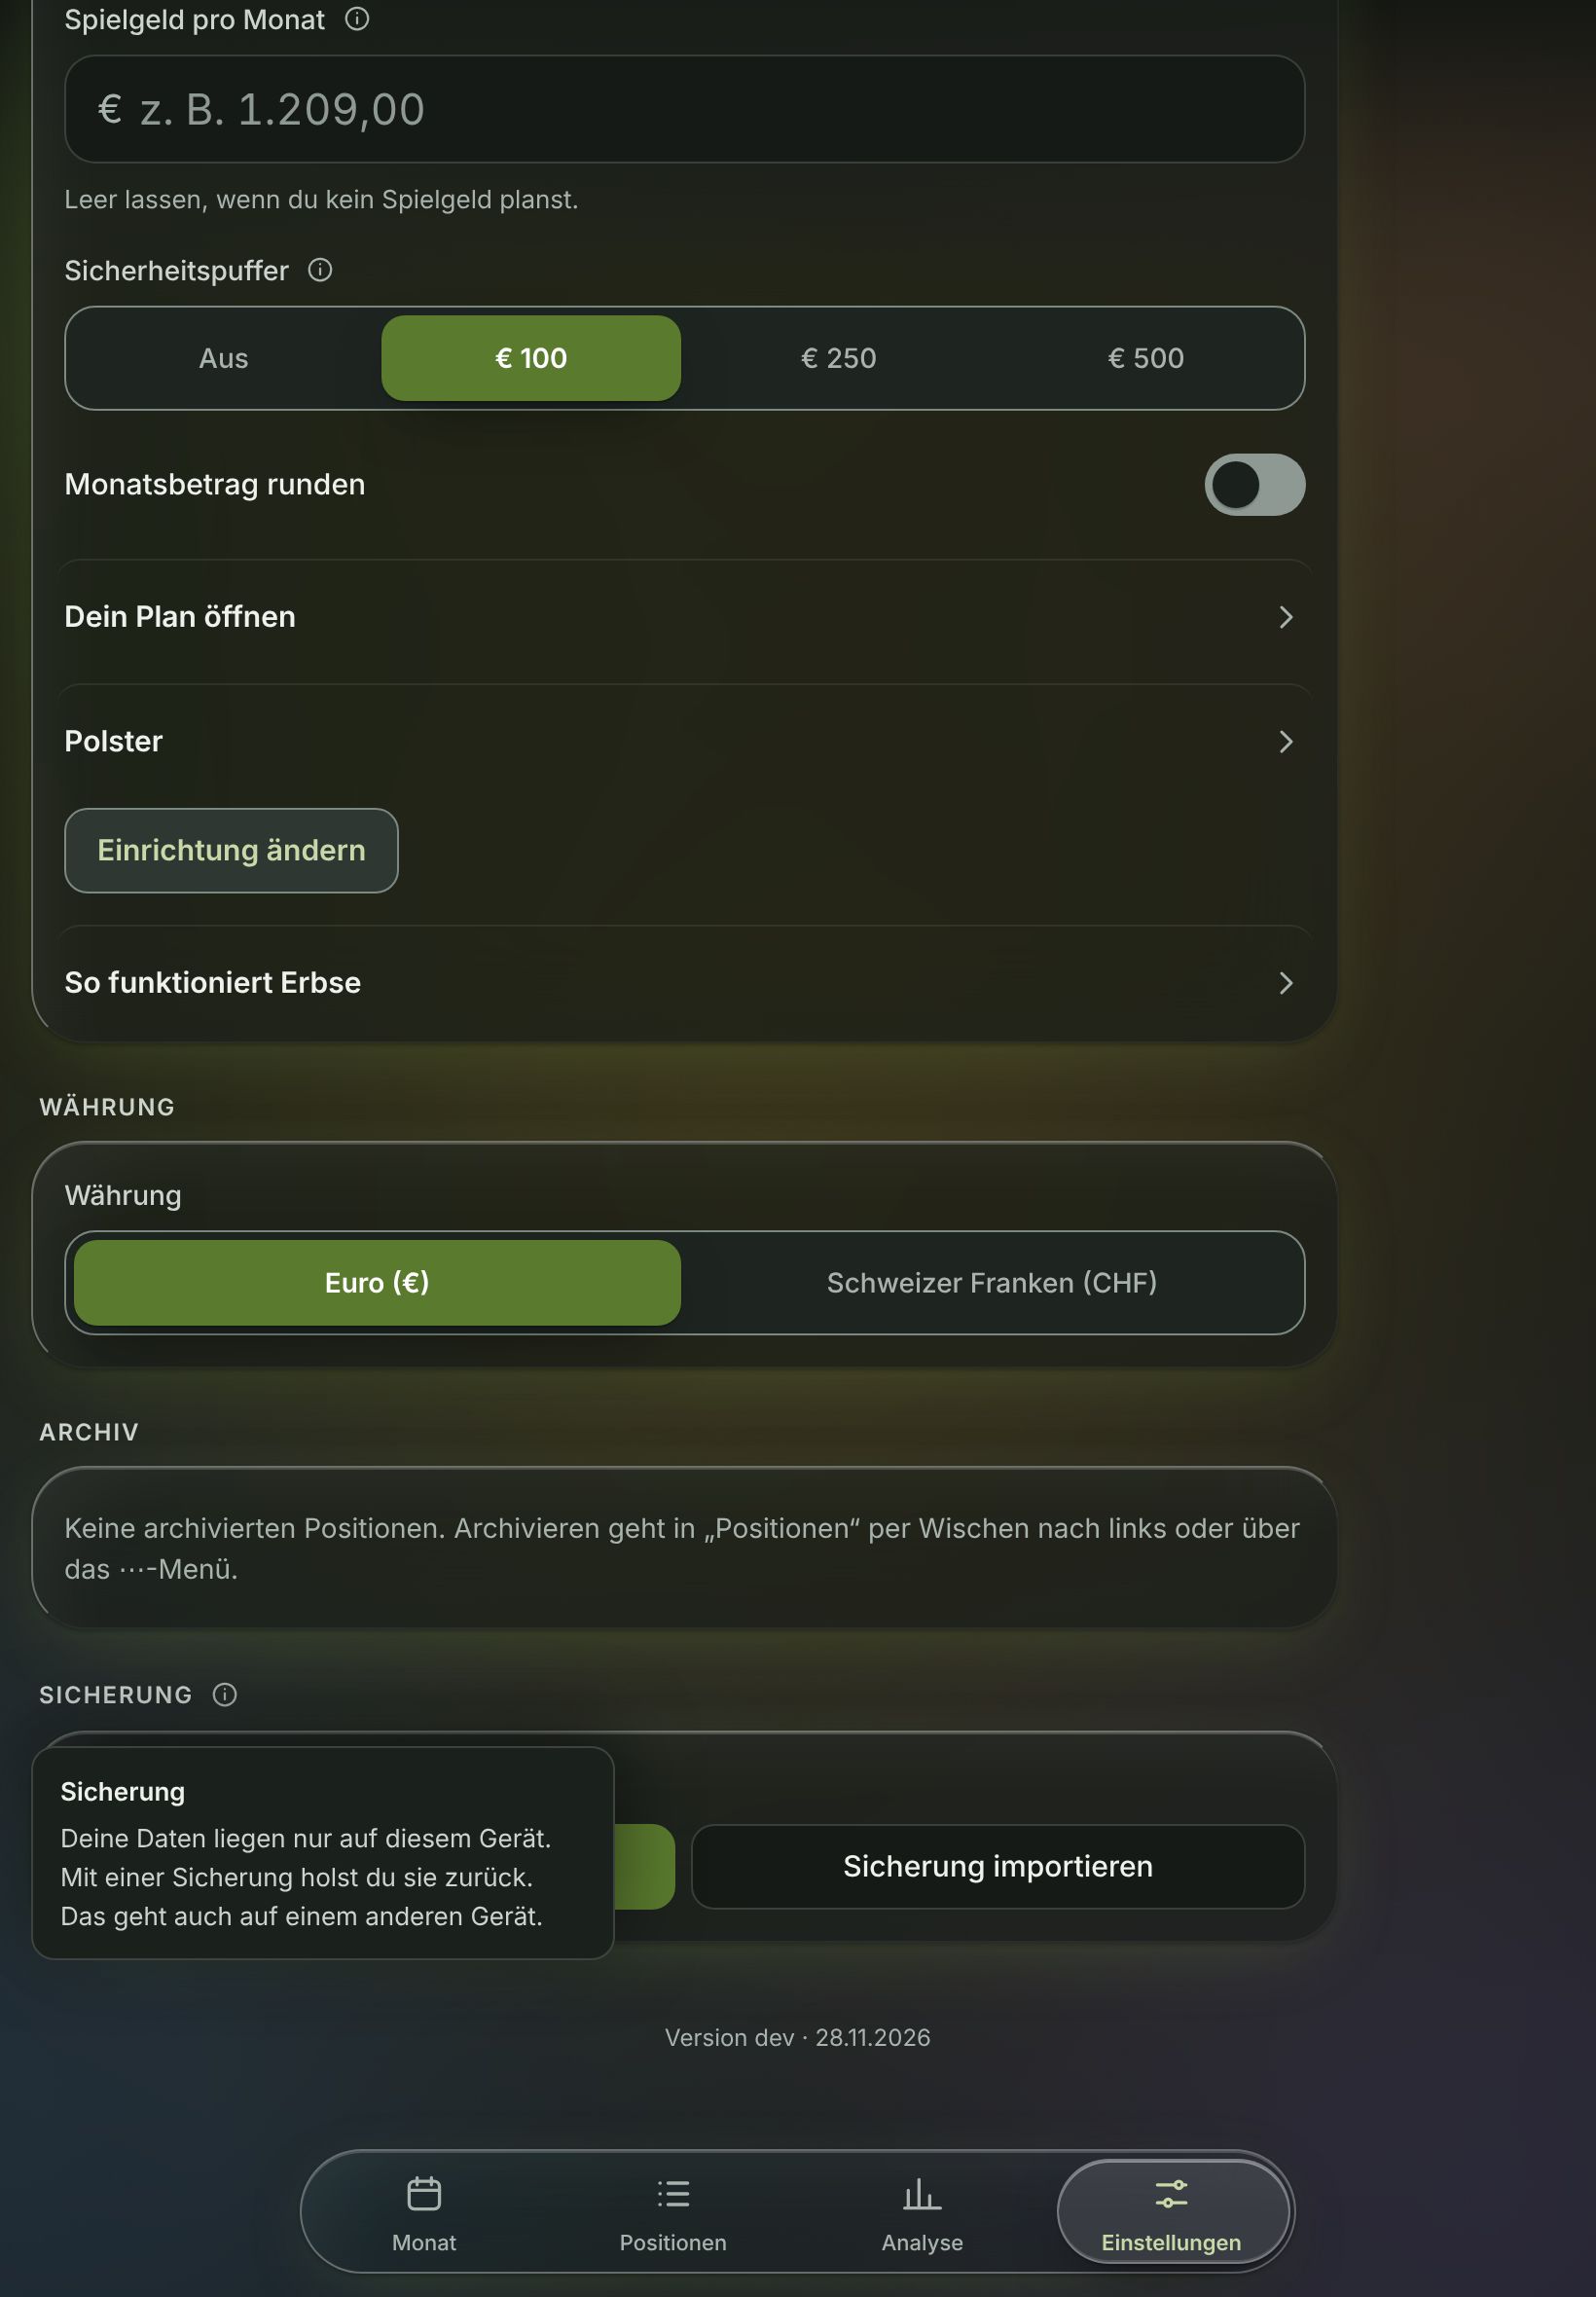 Spielgeld pro Monat
€ z. B. 1.209,00
Leer lassen, wenn du kein Spielgeld planst.
Sicherheitspuffer
Aus
€ 100
€ 250
€ 500
Monatsbetrag runden
Dein Plan öffnen
Polster
Einrichtung ändern
So funktioniert Erbse
WÄHRUNG
Währung
Euro (€)
Schweizer Franken (CHF)
ARCHIV
Keine archivierten Positionen. Archivieren geht in „Positionen“ per Wischen nach links oder über
das ⋯-Menü.
SICHERUNG
Sicherung
Deine Daten liegen nur auf diesem Gerät.
Mit einer Sicherung holst du sie zurück.
Das geht auch auf einem anderen Gerät.
Sicherung importieren
Version dev · 28.11.2026
Monat
Positionen
Analyse
Einstellungen